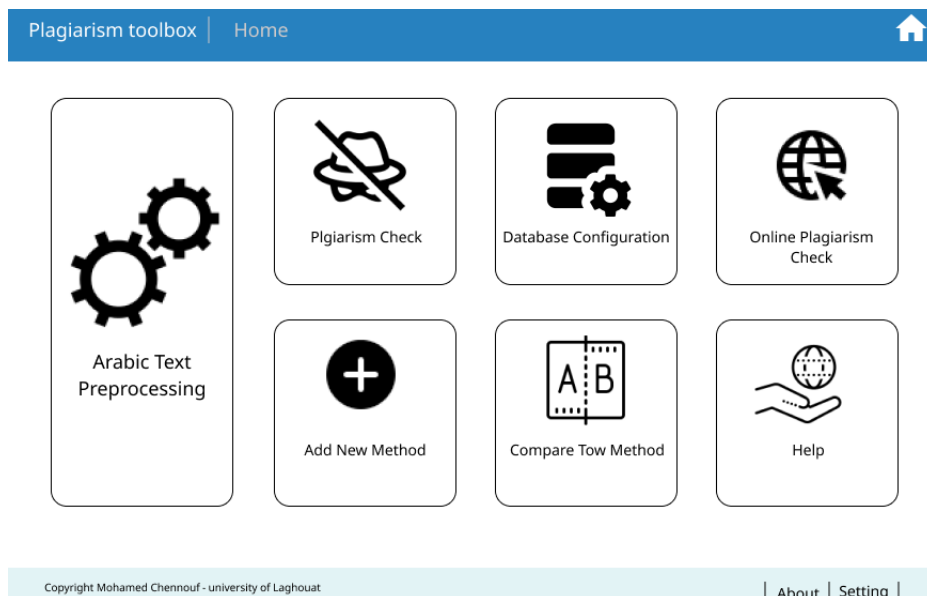 Plagiarism toolbox | Home
Arabic Text
Preprocessing
Plgiarism Check
Database Configuration
Online Plagiarism
Check
Add New Method
A B
Compare Tow Method
Help
Copyright Mohamed Chennouf - university of Laghouat
| About | Setting |